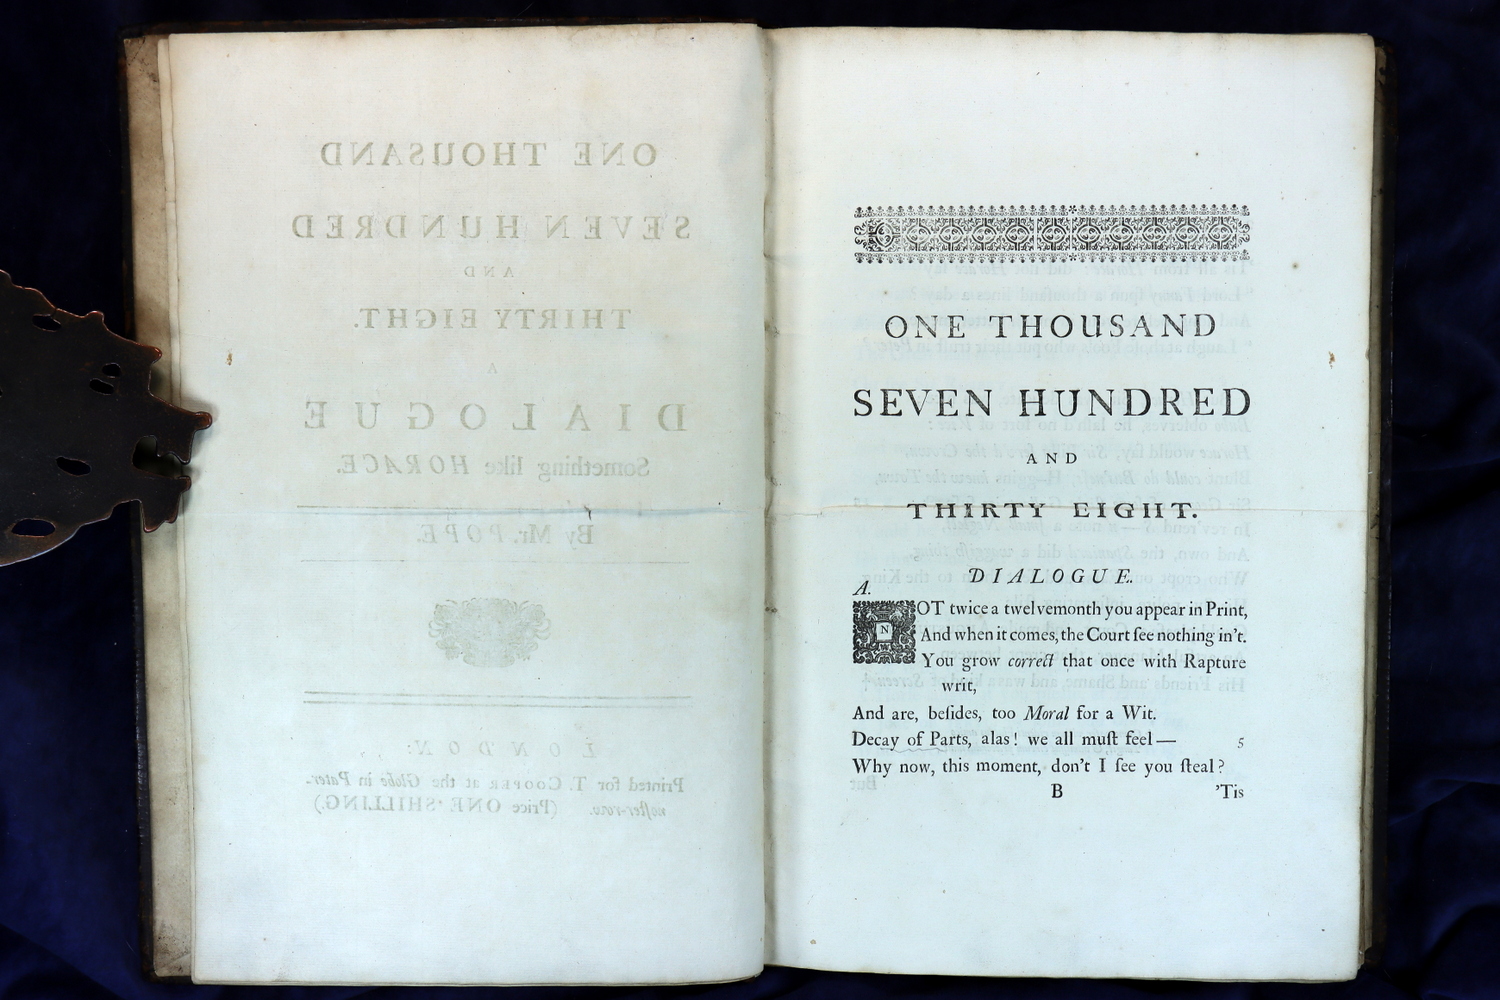 ONE THOUSAND
SEVEN HUNDRED
AND
THIRTY EIGHT.
A
DIALOGUE
Something like HORACE.
By Mr. POPE.
LONDON:
Printed for T. COOPER at the Globe in Pater-
noſter-row. (Price ONE SHILLING.)
ONE THOUSAND
SEVEN HUNDRED
AND
THIRTY EIGHT.
DIALOGUE.
A.
NOT twice a twelvemonth you appear in Print,
And when it comes, the Court ſee nothing in't.
You grow correct that once with Rapture
writ,
And are, beſides, too Moral for a Wit.
Decay of Parts, alas! we all muſt feel — 5
Why now, this moment, don't I ſee you ſteal?
B 'Tis